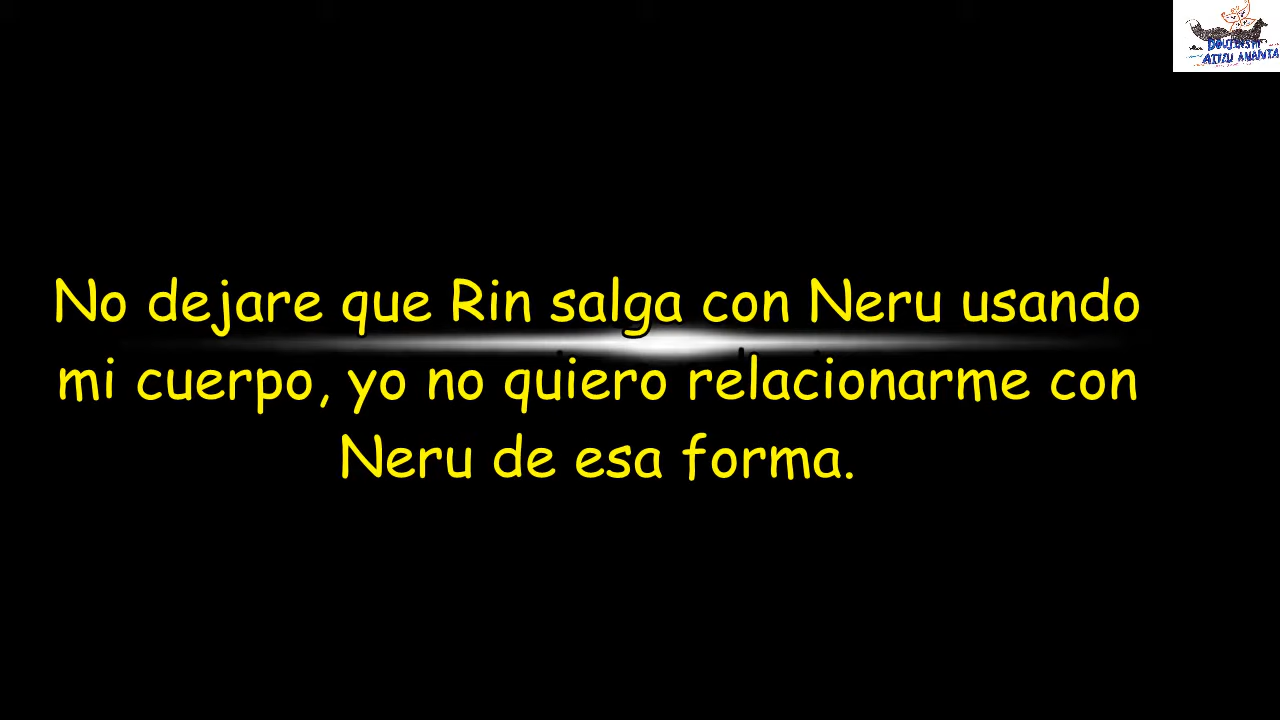 No dejare que Rin salga con Neru usando
mi cuerpo, yo no quiero relacionarme con
Neru de esa forma.